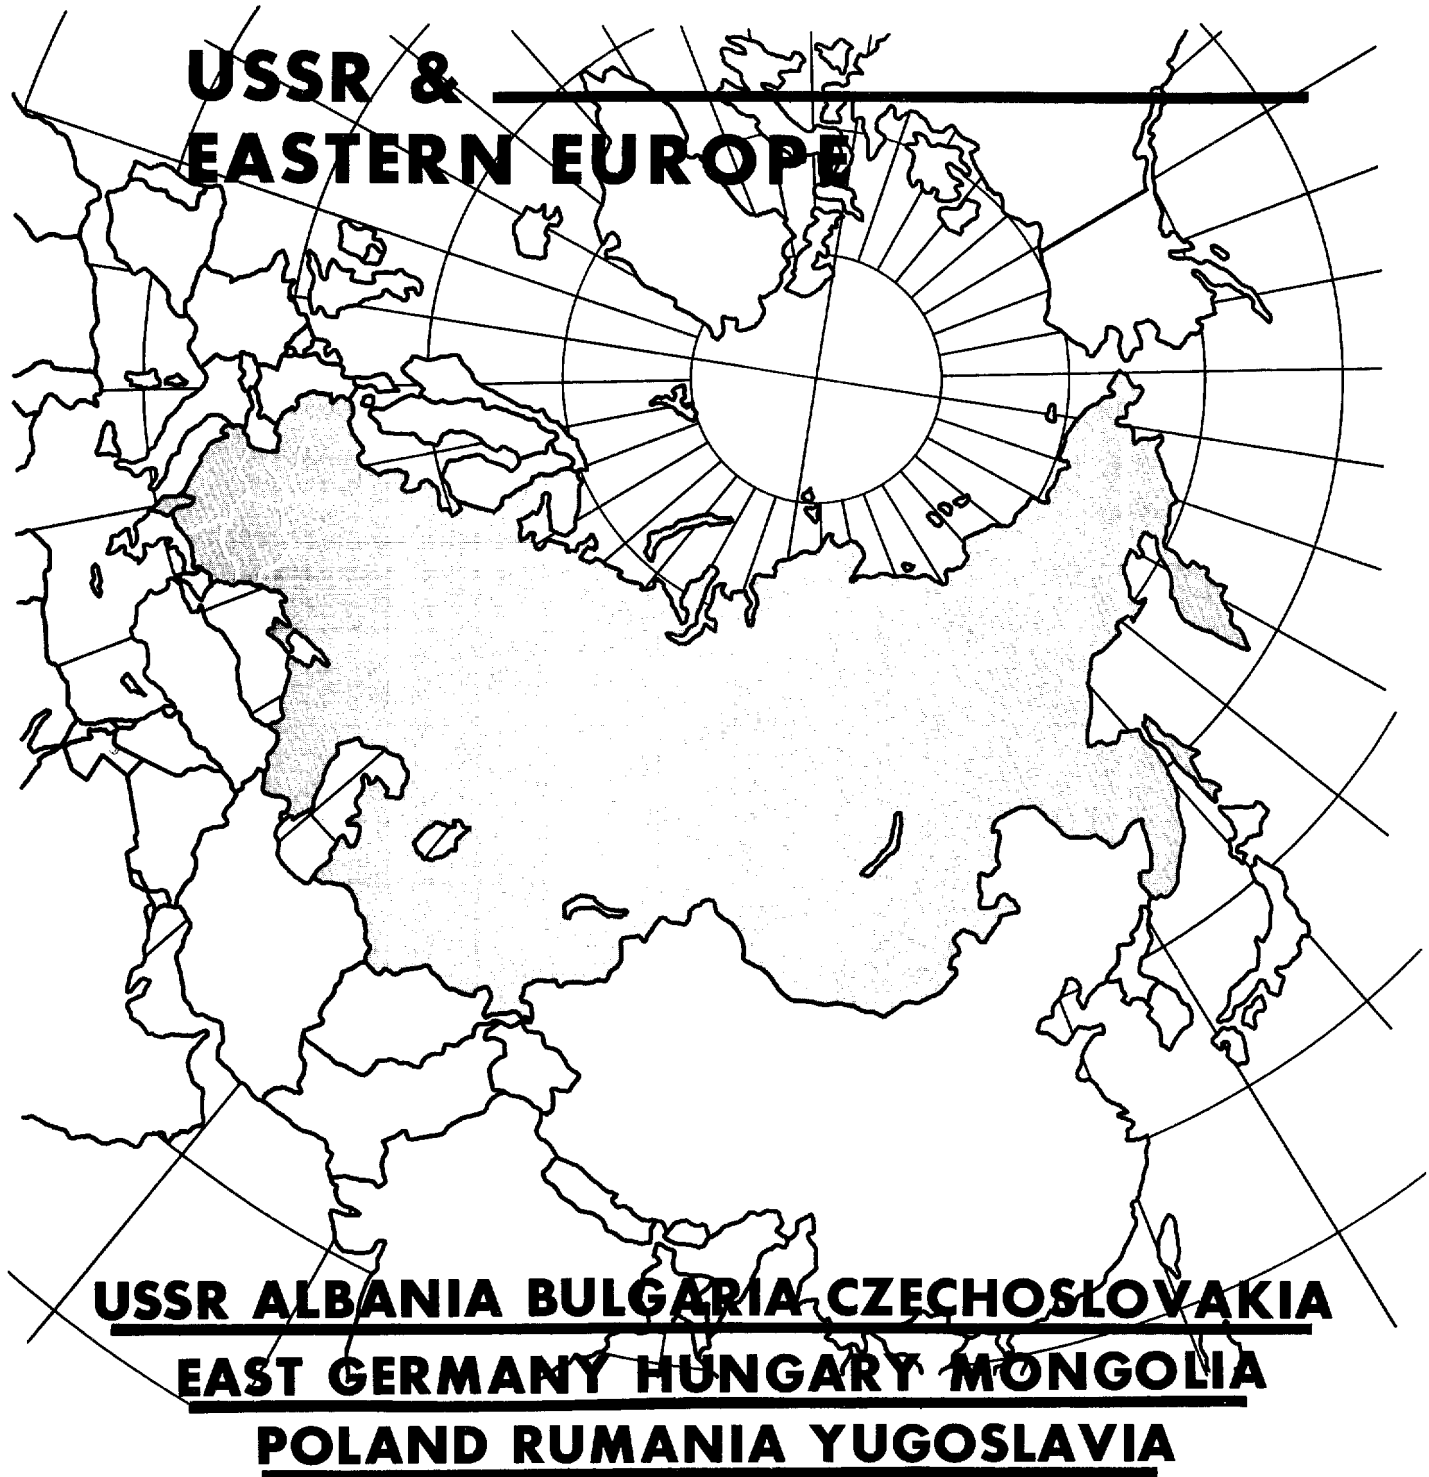 USSR &
EASTERN EUROPE
USSR ALBANIA BULGARIA CZECHOSLOVAKIA
EAST GERMANY HUNGARY MONGOLIA
POLAND RUMANIA YUGOSLAVIA